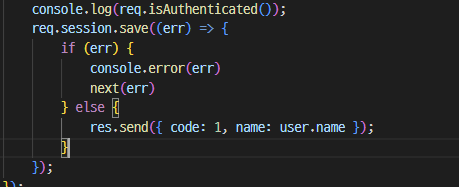 console.log(req.isAuthenticated());
req.session.save((err) => {
if (err) {
console.error(err)
next(err)
} else {
res.send({ code: 1, name: user.name });
}
});
});